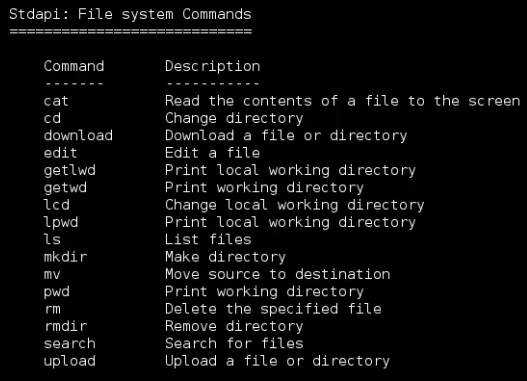 Stdapi: File system Commands
============================
Command Description
------- -----------
cat Read the contents of a file to the screen
cd Change directory
download Download a file or directory
edit Edit a file
getlwd Print local working directory
getwd Print working directory
lcd Change local working directory
lpwd Print local working directory
ls List files
mkdir Make directory
mv Move source to destination
pwd Print working directory
rm Delete the specified file
rmdir Remove directory
search Search for files
upload Upload a file or directory